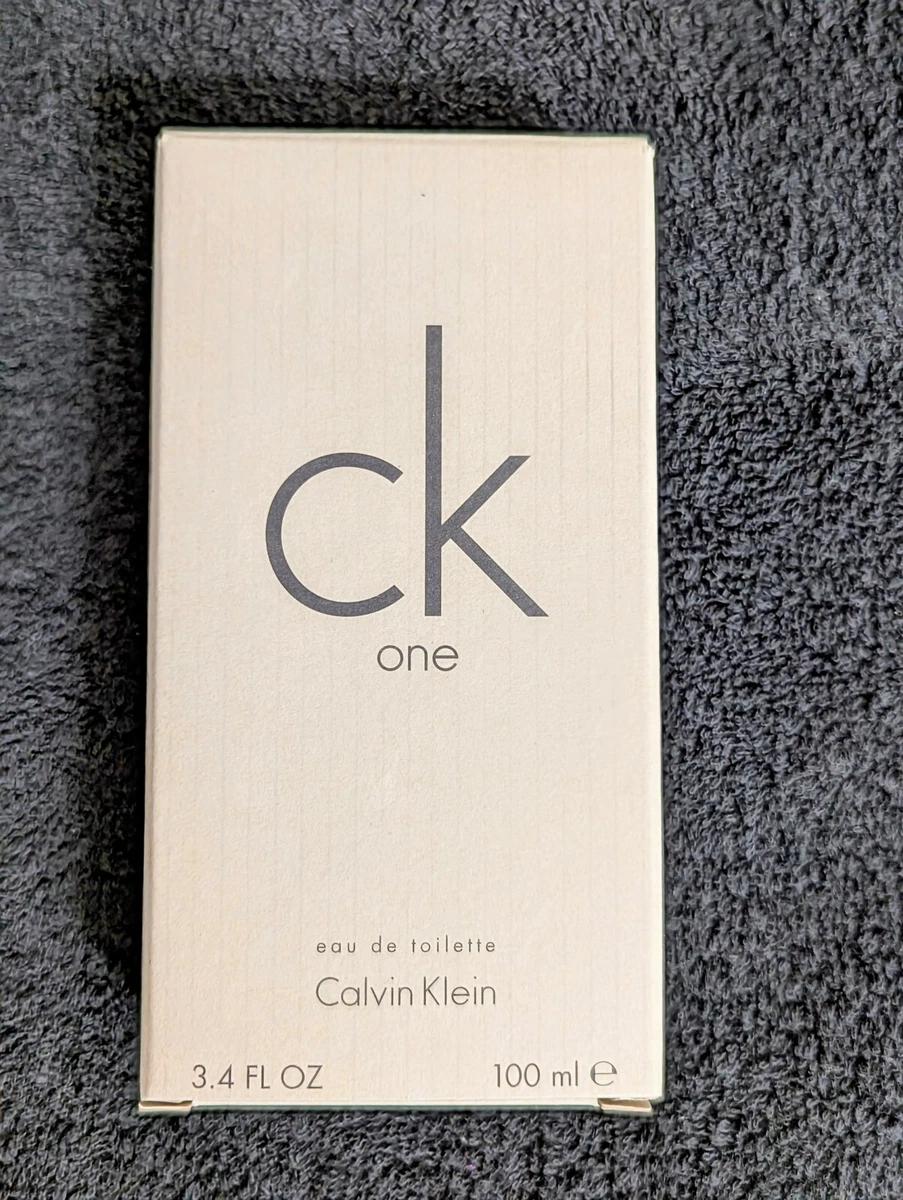 ck
one
eau de toilette
Calvin Klein
3.4 FL OZ 100 ml ℮